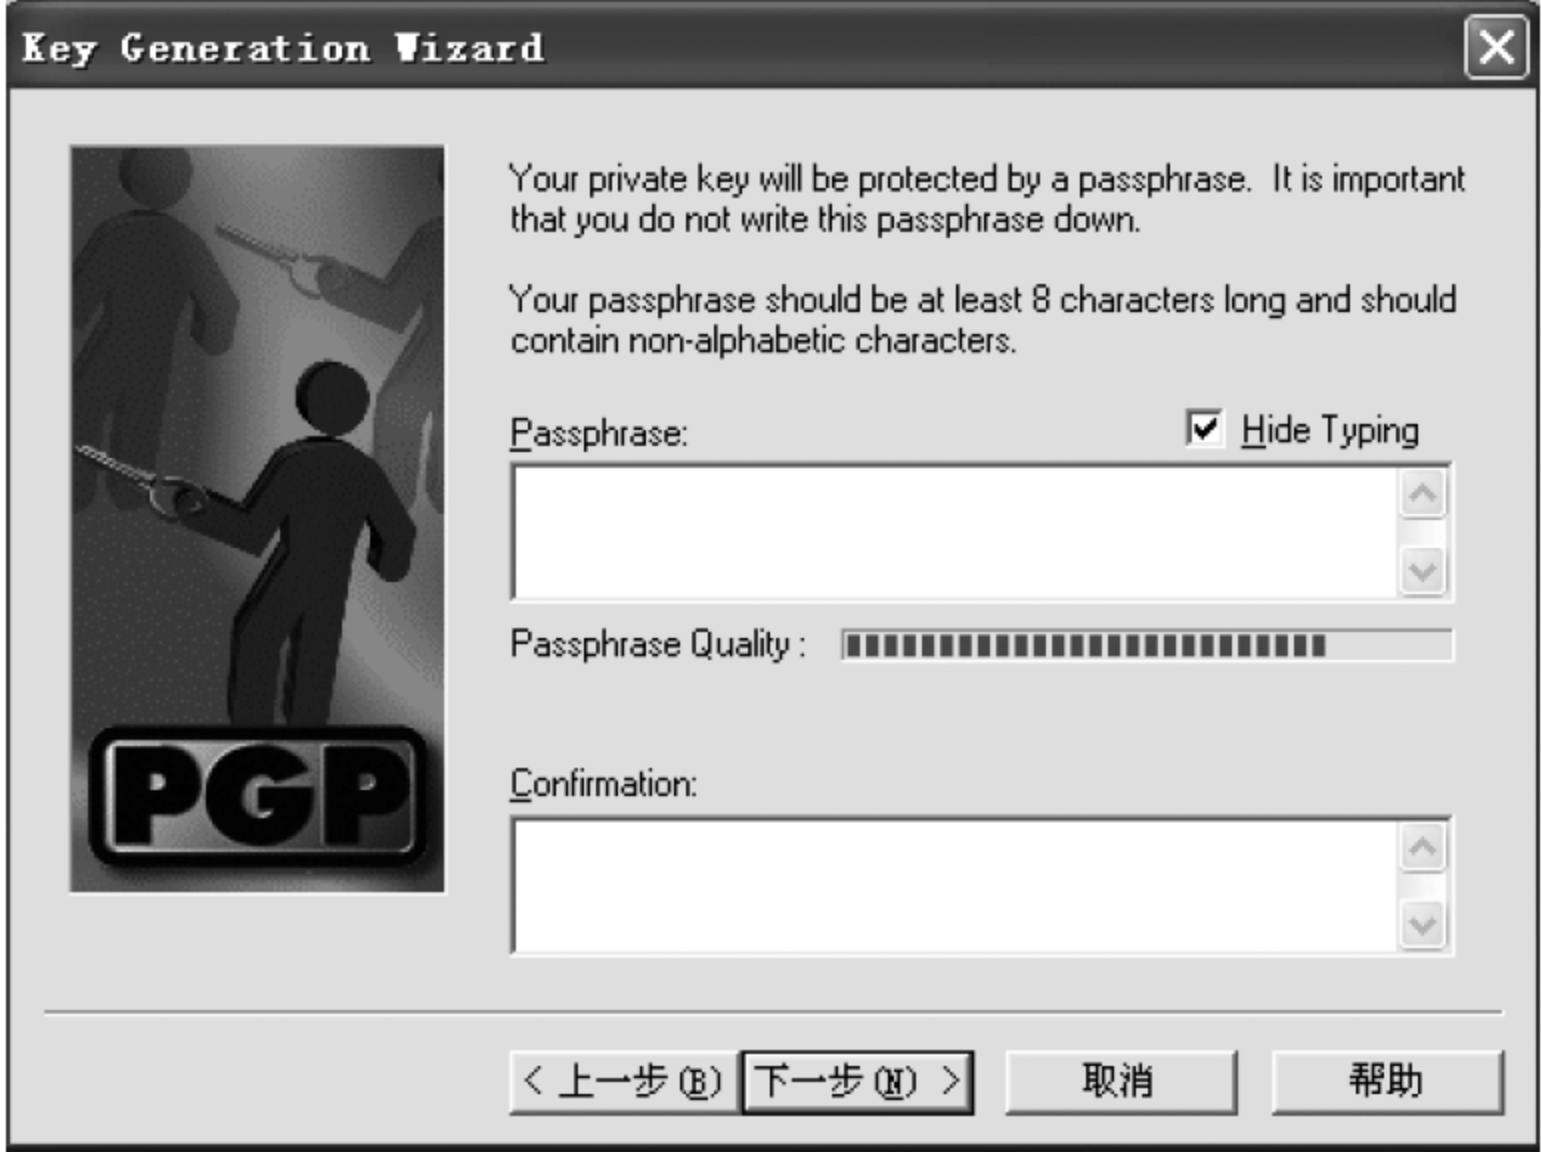 Key Generation Wizard
Your private key will be protected by a passphrase. It is important
that you do not write this passphrase down.
Your passphrase should be at least 8 characters long and should
contain non-alphabetic characters.
Passphrase:
Hide Typing
Passphrase Quality :
PGP
Confirmation:
< 上一步(B)
下一步(N) >
取消
帮助